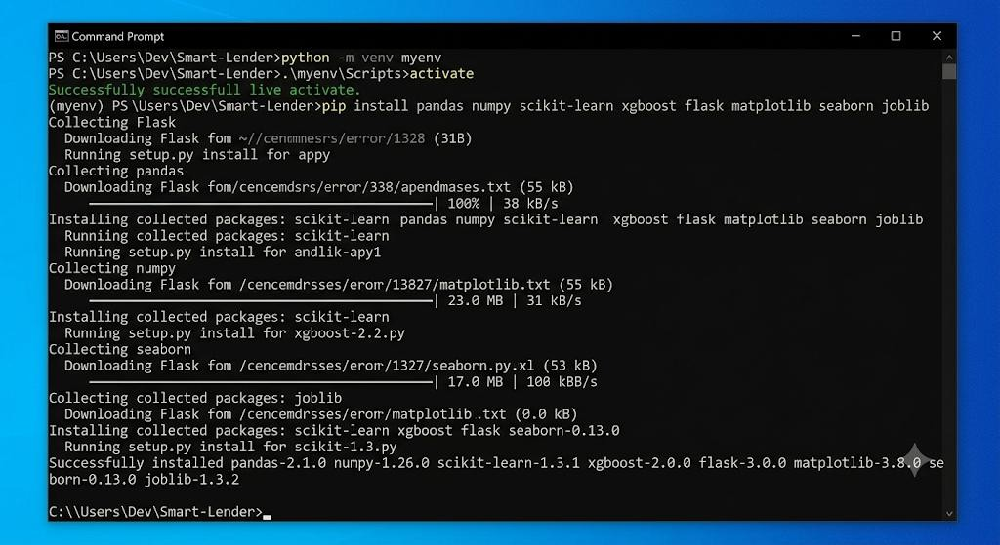 Command Prompt
PS C:\Users\Dev\Smart-Lender>python -m venv myenv
PS C:\Users\Dev\Smart-Lender>.\myenv\Scripts>activate
Successfully successfull live activate.
(myenv) PS\Users\Dev\Smart-Lender>pip install pandas numpy scikit-learn xgboost flask matplotlib seaborn joblib
Collecting Flask
Downloading Flask fom ~//cenommesrs/error/1328 (31B)
Running setup.py install for appy
Collecting pandas
Downloading Flask fom/cencemdsrs/error/338/apendmases.txt (55 kB)
| 100% | 38 kB/s
Installing collected packages: scikit-learn pandas numpy scikit-learn xgboost flask matplotlib seaborn joblib
Runniing collected packages: scikit-learn
Running setup.py install for andlik-apy1
Collecting numpy
Downloading Flask fom /cencemdrsses/erom/13827/matplotlib.txt (55 kB)
| 23.0 MB | 31 kB/s
Installing collected packages: scikit-learn
Running setup.py install for xgboost-2.2.py
Collecting seaborn
Downloading Flask fom /cencemdrsses/erom/1327/seaborn.py.xl (53 kB)
| 17.0 MB | 100 kBB/s
Collecting collected packages: joblib
Downloading Flask fom /cencemdrsses/erom/matplotlib .txt (0.0 kB)
Installing collected packages: scikit-learn xgboost flask seaborn-0.13.0
Running setup.py install for scikit-1.3.py
Successfully installed pandas-2.1.0 numpy-1.26.0 scikit-learn-1.3.1 xgboost-2.0.0 flask-3.0.0 matplotlib-3.8.0 se
born-0.13.0 joblib-1.3.2
C:\\Users\Dev\Smart-Lender>